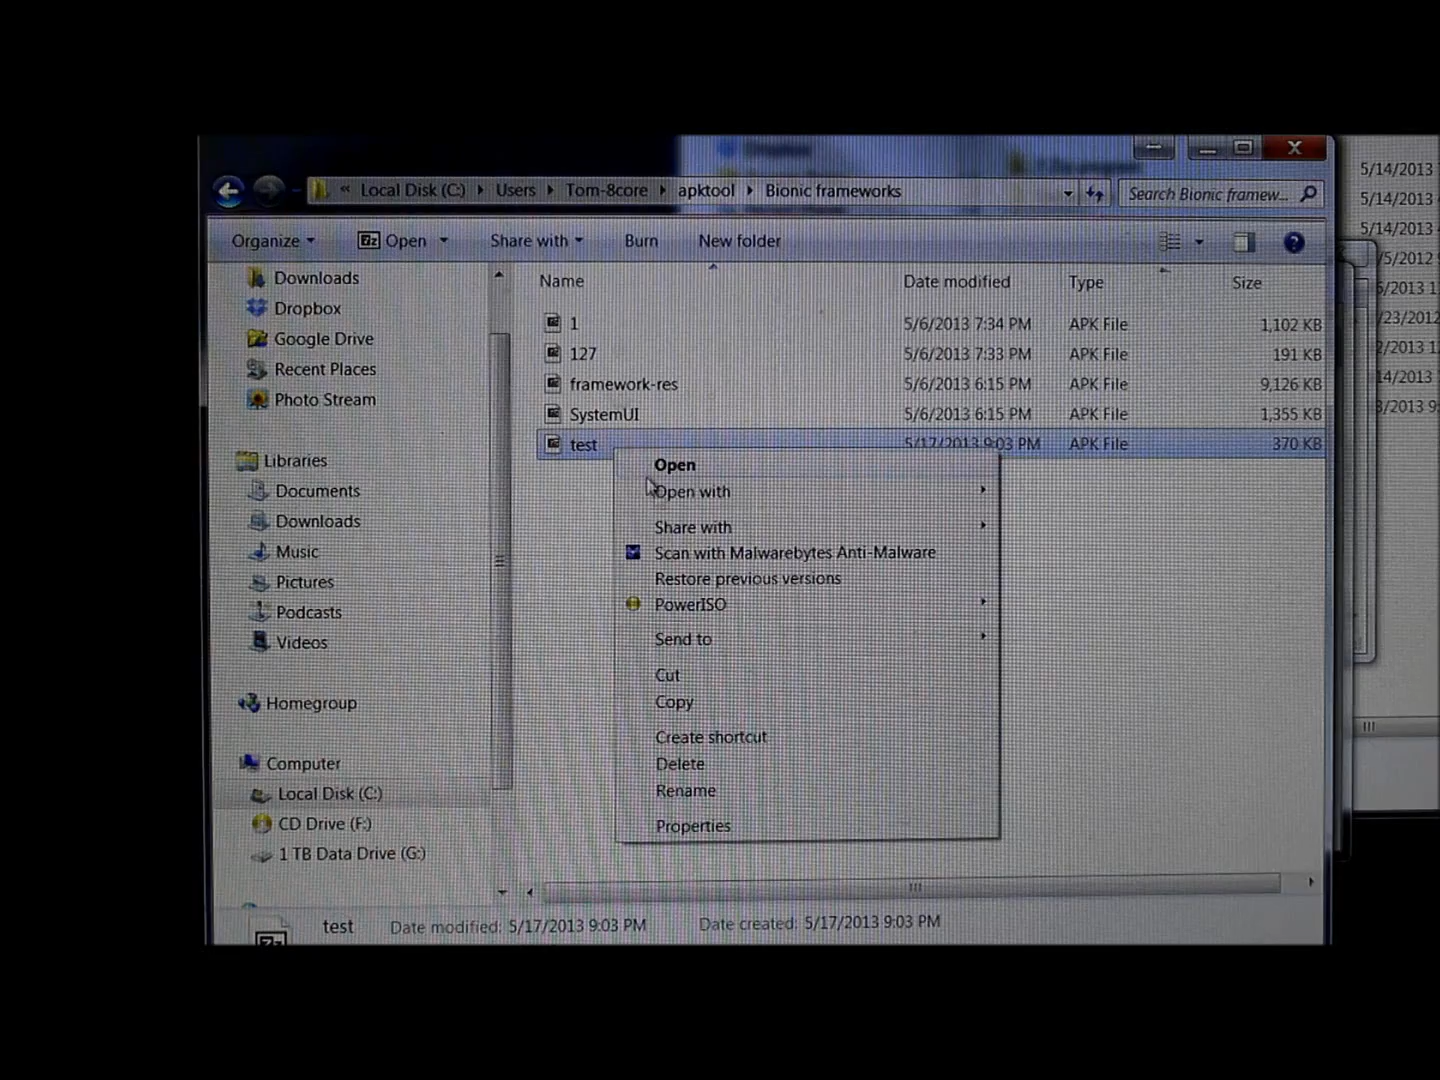 « Local Disk (C:) ▸ Users ▸ Tom-8core ▸ apktool ▸ Bionic frameworks
Search Bionic framew...
Organize Open Share with Burn New folder
Downloads
Dropbox
Google Drive
Recent Places
Photo Stream
Libraries
Documents
Downloads
Music
Pictures
Podcasts
Videos
Homegroup
Computer
Local Disk (C:)
CD Drive (F:)
1 TB Data Drive (G:)
Name Date modified Type Size
1 5/6/2013 7:34 PM APK File 1,102 KB
127 5/6/2013 7:33 PM APK File 191 KB
framework-res 5/6/2013 6:15 PM APK File 9,126 KB
SystemUI 5/6/2013 6:15 PM APK File 1,355 KB
test 5/17/2013 9:03 PM APK File 370 KB
Open
Open with
Share with
Scan with Malwarebytes Anti-Malware
Restore previous versions
PowerISO
Send to
Cut
Copy
Create shortcut
Delete
Rename
Properties
test Date modified: 5/17/2013 9:03 PM Date created: 5/17/2013 9:03 PM
5/14/2013
5/14/2013
5/14/2013
/5/2012
/23/2012
14/2013